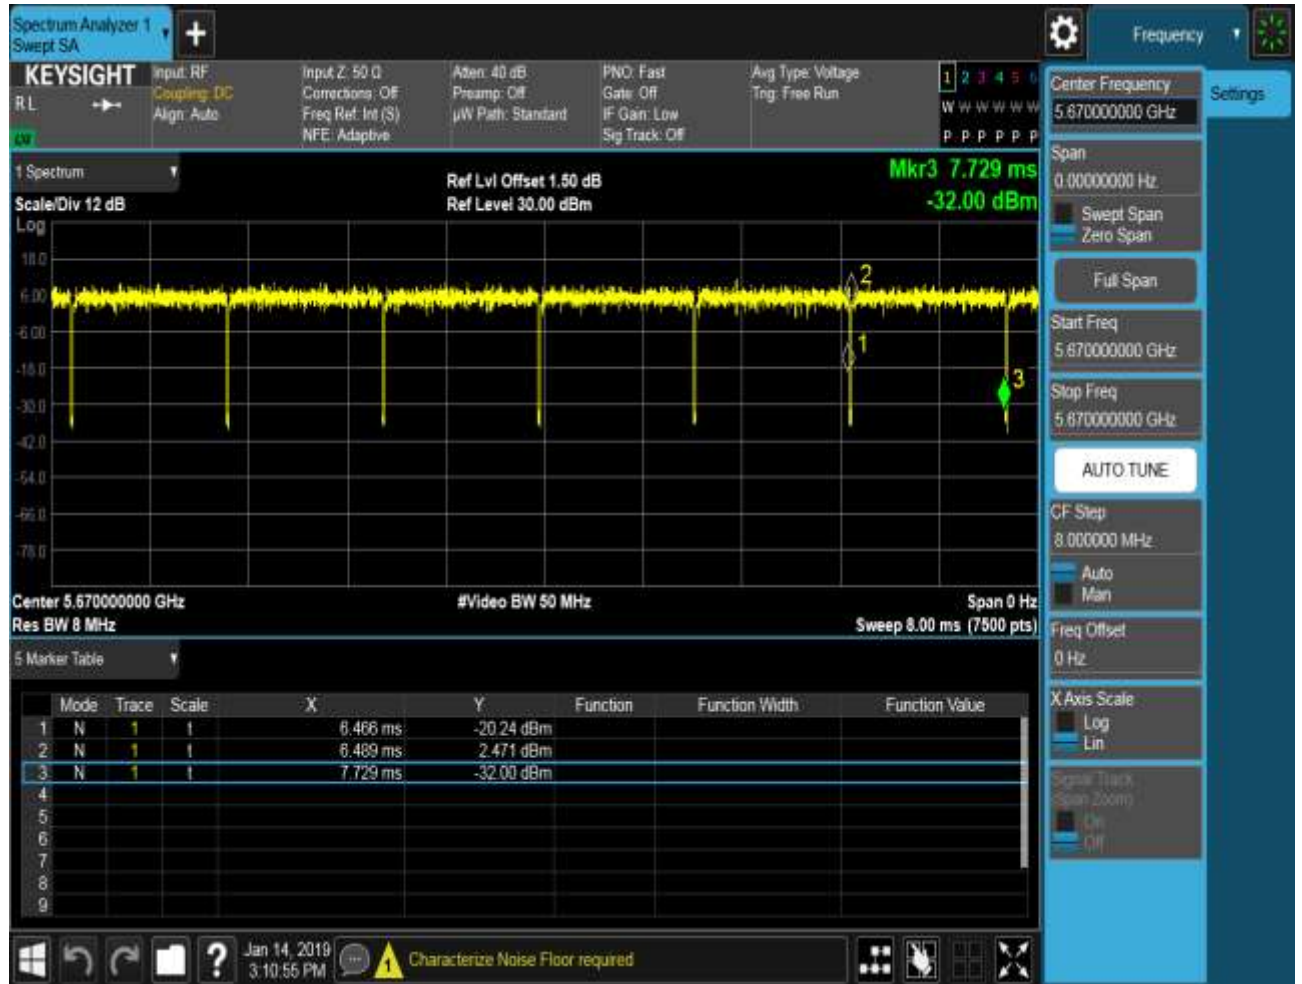 Spectrum Analyzer 1
Swept SA
Frequency
KEYSIGHT
RL
Input: RF
Coupling: DC
Align: Auto
Input Z: 50 Ω
Corrections: Off
Freq Ref: Int (S)
NFE: Adaptive
Atten: 40 dB
Preamp: Off
µW Path: Standard
PNO: Fast
Gate: Off
IF Gain: Low
Sig Track: Off
Avg Type: Voltage
Trig: Free Run
1 2 3 4 5 6
W W W W W W
P P P P P P
1 Spectrum
Scale/Div 12 dB
Ref Lvl Offset 1.50 dB
Ref Level 30.00 dBm
Mkr3 7.729 ms
-32.00 dBm
Log
18.0
6.00
-6.00
-18.0
-30.0
-42.0
-54.0
-66.0
-78.0
2
1
3
Center 5.670000000 GHz
#Video BW 50 MHz
Span 0 Hz
Res BW 8 MHz
Sweep 8.00 ms (7500 pts)
5 Marker Table
Mode Trace Scale X Y Function Function Width Function Value
1 N 1 t 6.466 ms -20.24 dBm
2 N 1 t 6.489 ms 2.471 dBm
3 N 1 t 7.729 ms -32.00 dBm
4
5
6
7
8
9
Jan 14, 2019
3:10:55 PM
1
Characterize Noise Floor required
Settings
Center Frequency
5.670000000 GHz
Span
0.00000000 Hz
Swept Span
Zero Span
Full Span
Start Freq
5.670000000 GHz
Stop Freq
5.670000000 GHz
AUTO TUNE
CF Step
8.000000 MHz
Auto
Man
Freq Offset
0 Hz
X Axis Scale
Log
Lin
Signal Track
(Span Zoom)
On
Off